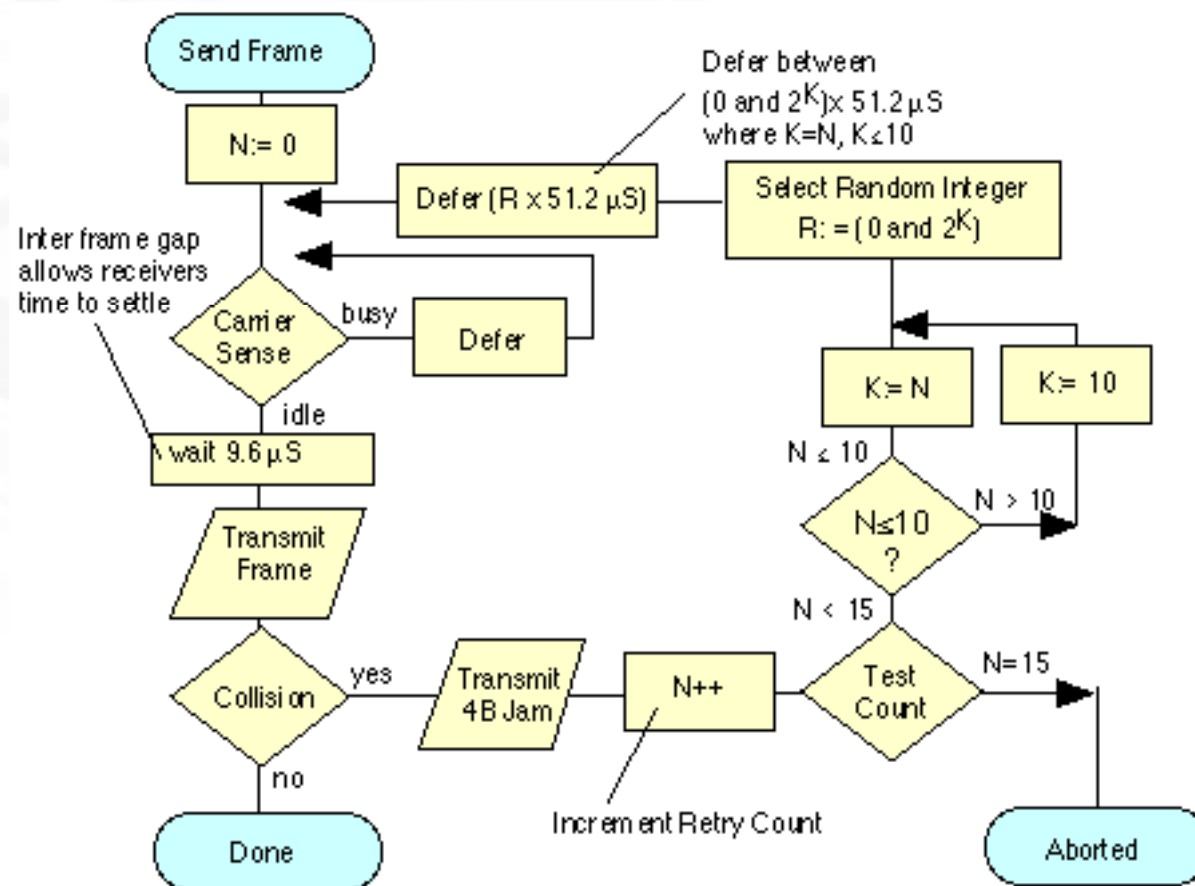 Send Frame
N:= 0
Defer between
(0 and 2^K)x 51.2 µS
where K=N, K≤10
Defer (R x 51.2 µS)
Select Random Integer
R: = (0 and 2^K)
Inter frame gap
allows receivers
time to settle
Carrier
Sense
busy
Defer
idle
wait 9.6 µS
K:= N
K:= 10
N ≤ 10
N > 10
N≤10
?
Transmit
Frame
N < 15
Collision
yes
Transmit
4B Jam
N++
Test
Count
N=15
no
Increment Retry Count
Done
Aborted